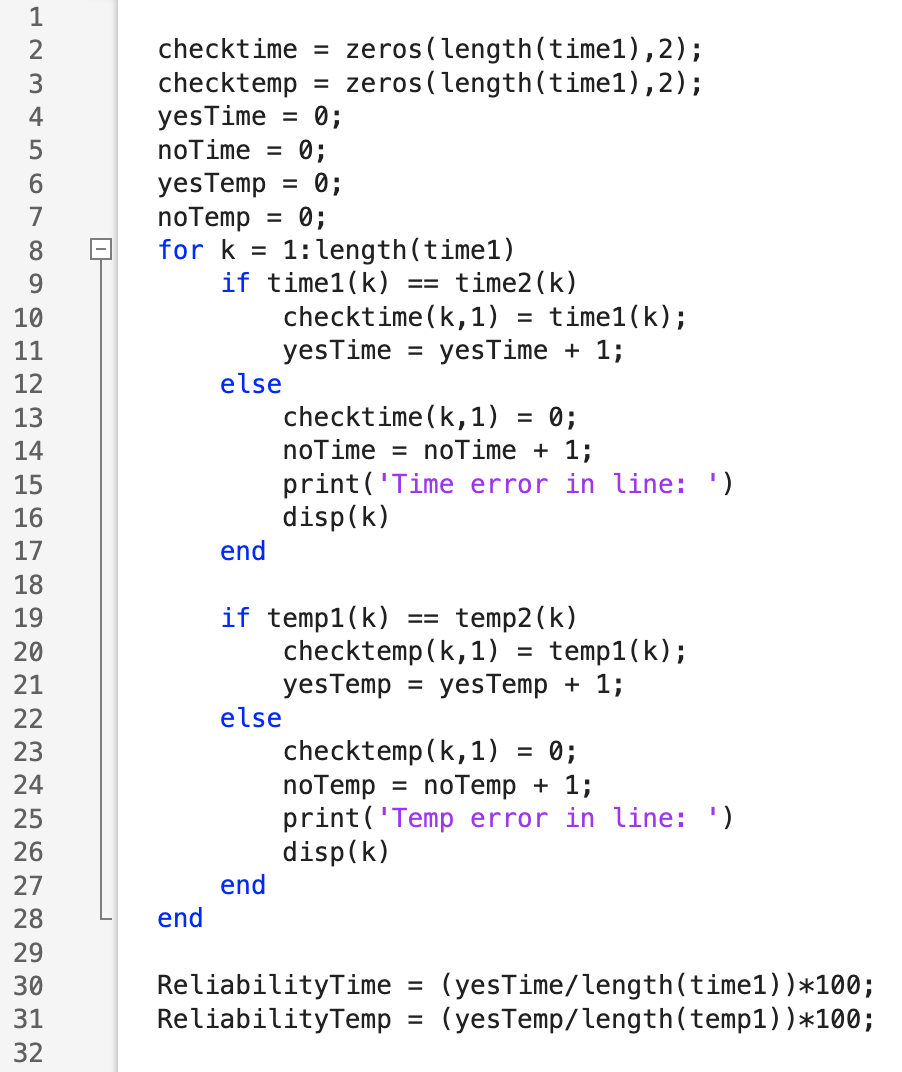 1
2 checktime = zeros(length(time1),2);
3 checktemp = zeros(length(time1),2);
4 yesTime = 0;
5 noTime = 0;
6 yesTemp = 0;
7 noTemp = 0;
8 for k = 1:length(time1)
9 if time1(k) == time2(k)
10 checktime(k,1) = time1(k);
11 yesTime = yesTime + 1;
12 else
13 checktime(k,1) = 0;
14 noTime = noTime + 1;
15 print('Time error in line: ')
16 disp(k)
17 end
18
19 if temp1(k) == temp2(k)
20 checktemp(k,1) = temp1(k);
21 yesTemp = yesTemp + 1;
22 else
23 checktemp(k,1) = 0;
24 noTemp = noTemp + 1;
25 print('Temp error in line: ')
26 disp(k)
27 end
28 end
29
30 ReliabilityTime = (yesTime/length(time1))*100;
31 ReliabilityTemp = (yesTemp/length(temp1))*100;
32